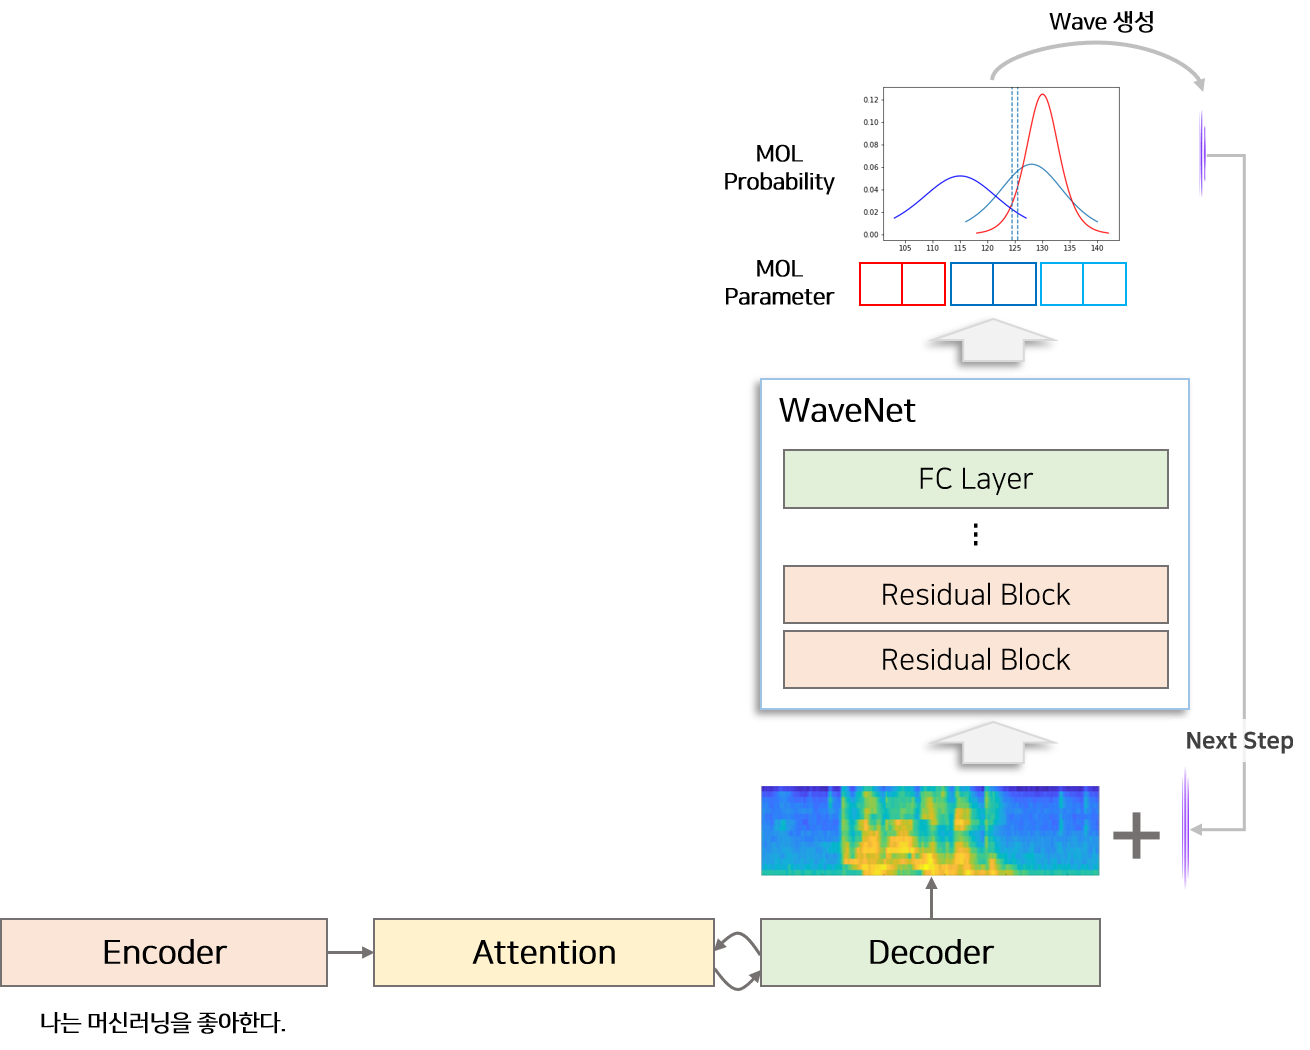 Wave 생성
MOL
Probability
0.12
0.10
0.08
0.06
0.04
0.02
0.00
105 110 115 120 125 130 135 140
MOL
Parameter
WaveNet
FC Layer
⋮
Residual Block
Residual Block
Next Step
+
Encoder
Attention
Decoder
나는 머신러닝을 좋아한다.